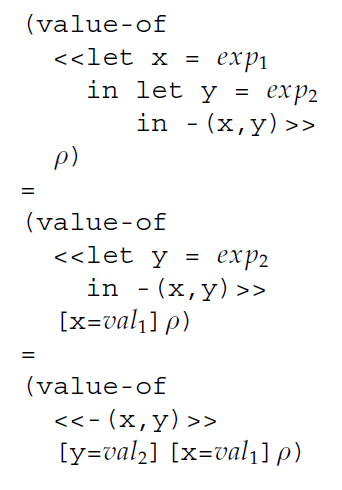 (value-of
<<let x = exp₁
in let y = exp₂
in -(x,y)>>
ρ)
=
(value-of
<<let y = exp₂
in -(x,y)>>
[x=val₁]ρ)
=
(value-of
<<-(x,y)>>
[y=val₂][x=val₁]ρ)